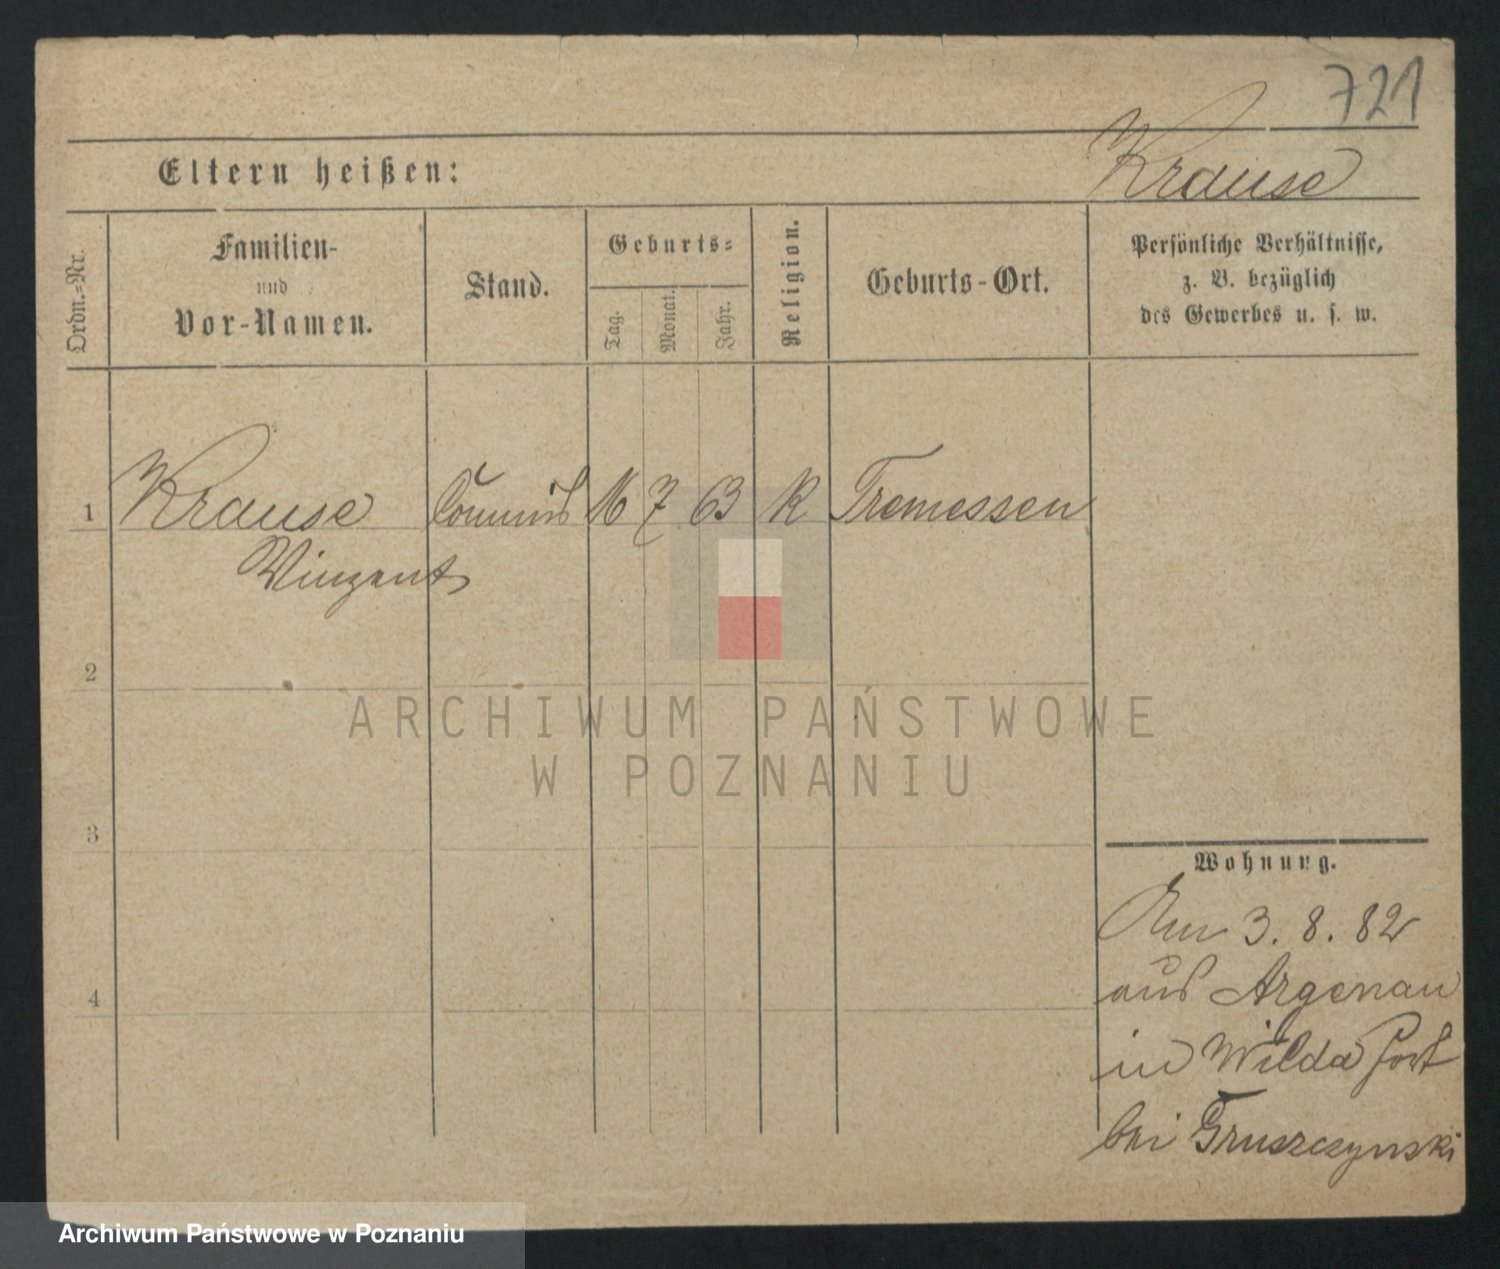 721
Krause
Eltern heißen:
Ordn.-Nr.
Familien-
und
Vor-Namen.
Stand.
Geburts-
Tag.
Monat.
Jahr.
Religion.
Geburts-Ort.
Persönliche Verhältnisse,
z. B. bezüglich
des Gewerbes u. s. w.
1 Krause Commis 16 7 63 K Tremessen
Vinzent
2
3
4
Wohnung.
Am 3. 8. 82
aus Argenau
in Wilda
bei Gruszczynski
ARCHIWUM PAŃSTWOWE
W POZNANIU
Archiwum Państwowe w Poznaniu